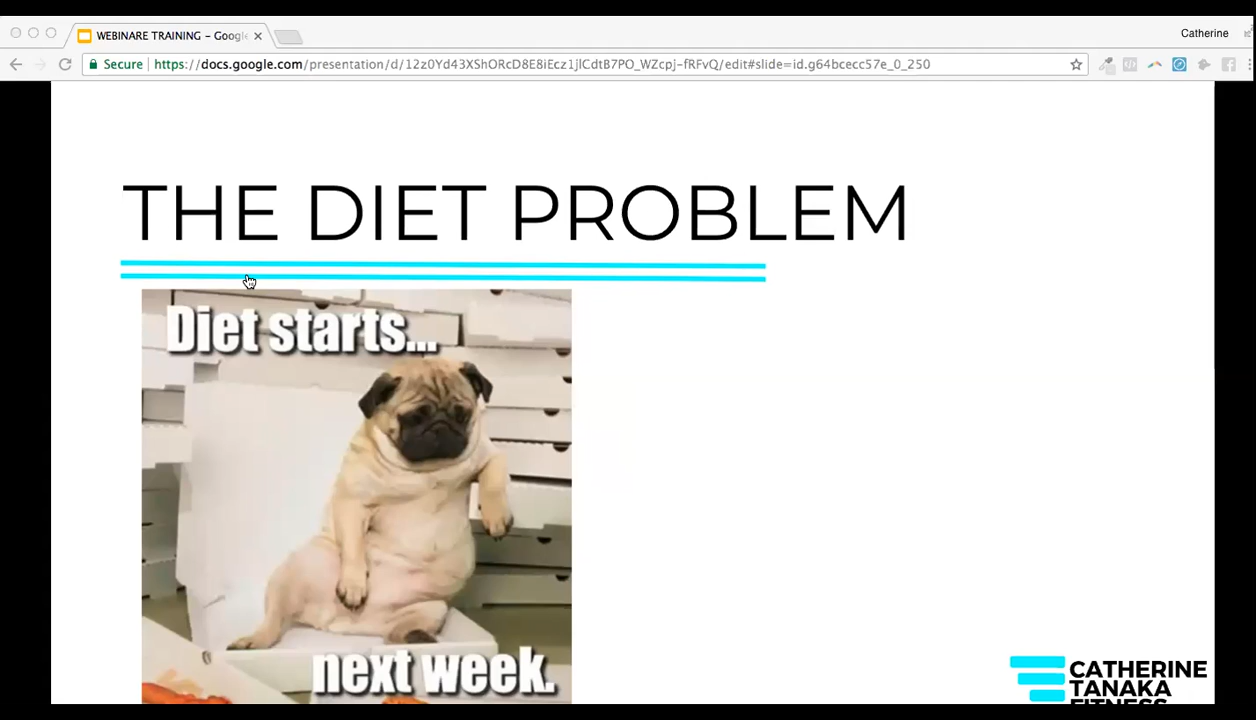 WEBINARE TRAINING - Googl
Catherine
Secure https://docs.google.com/presentation/d/12z0Yd43XShORcD8E8iEcz1jlCdtB7PO_WZcpj-fRFvQ/edit#slide=id.g64bcecc57e_0_250
THE DIET PROBLEM
Diet starts...
next week.
CATHERINE
TANAKA
FITNESS